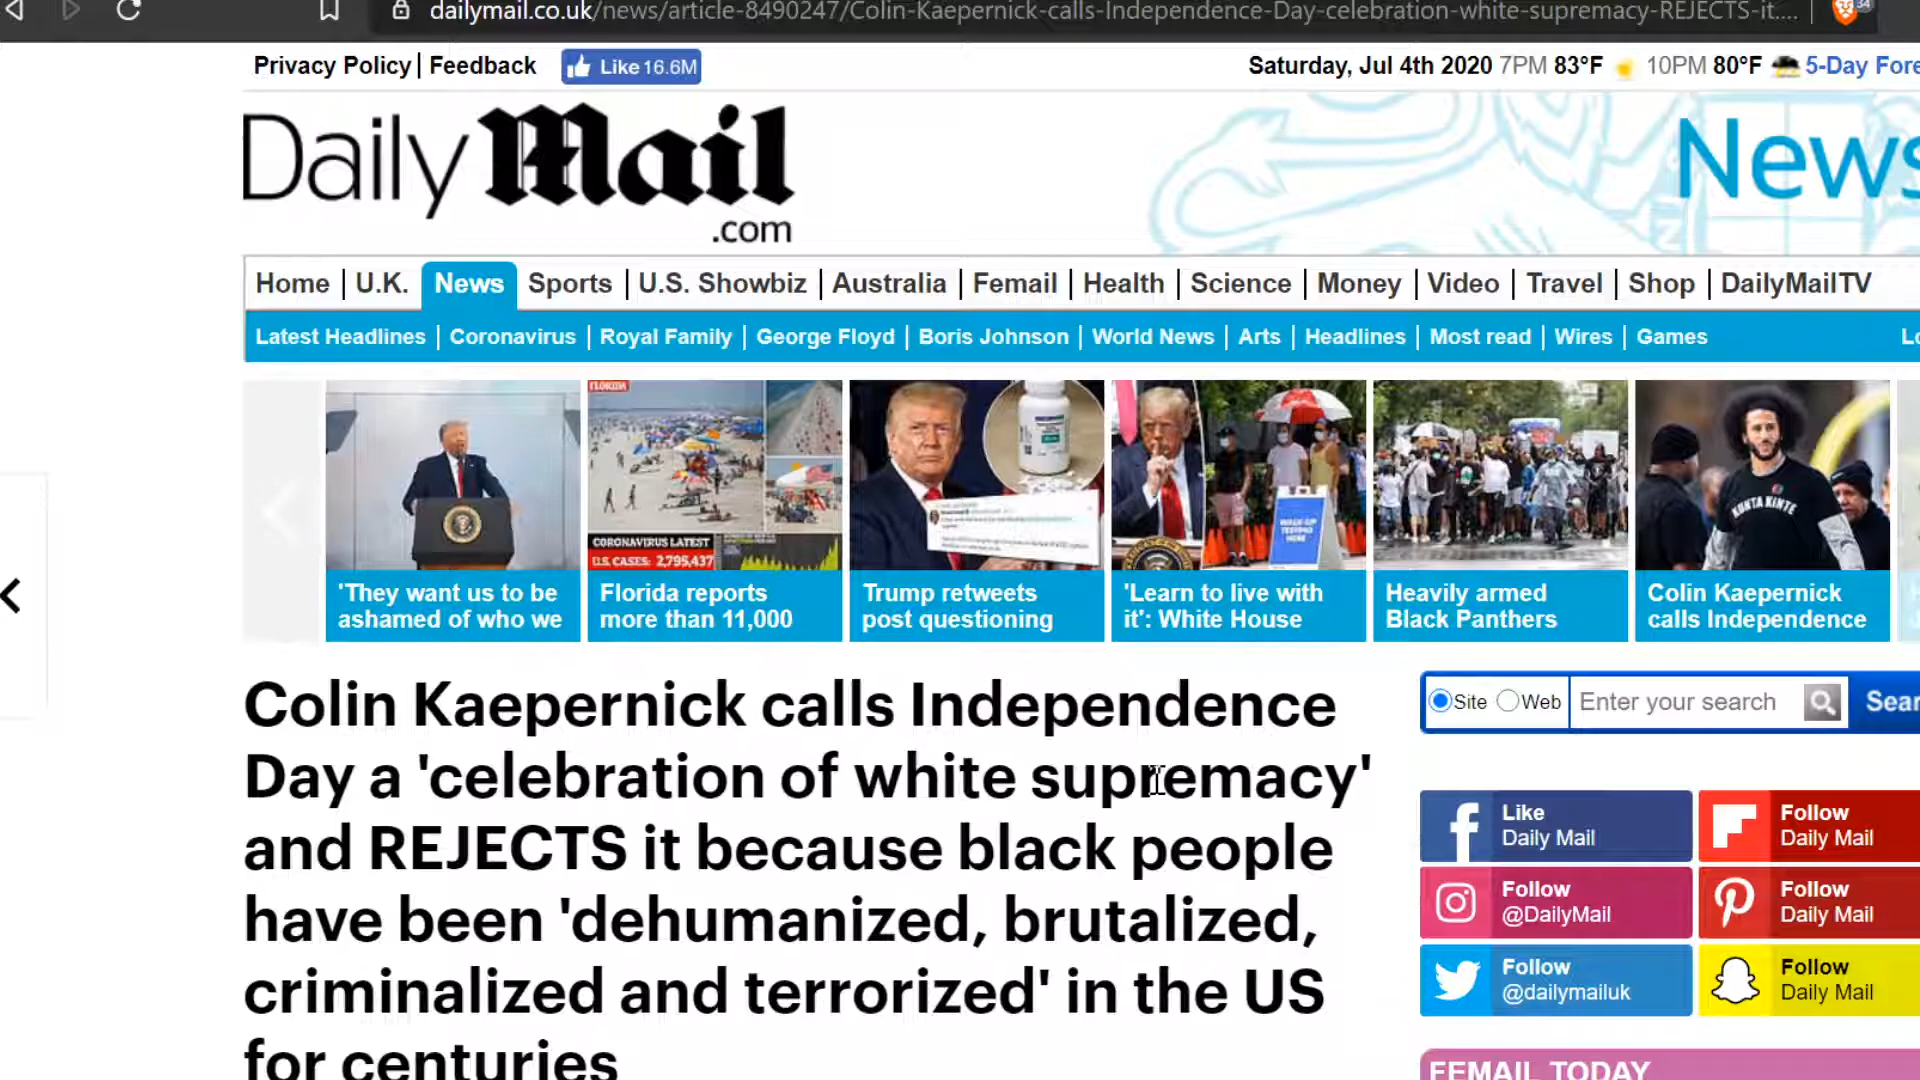 dailymail.co.uk/news/article-8490247/Colin-Kaepernick-calls-Independence-Day-celebration-white-supremacy-REJECTS-it....
34
Privacy Policy | Feedback
Like 16.6M
Saturday, Jul 4th 2020 7PM 83°F 10PM 80°F 5-Day Fore
Daily Mail
.com
News
Home | U.K. News Sports | U.S. Showbiz | Australia | Femail | Health | Science | Money | Video | Travel | Shop | DailyMailTV
Latest Headlines | Coronavirus | Royal Family | George Floyd | Boris Johnson | World News | Arts | Headlines | Most read | Wires | Games
FLORIDA
CORONAVIRUS LATEST
U.S. CASES: 2,795,437
WALK-UP
TESTING
HERE
KUNTA KINTE
'They want us to be
ashamed of who we
Florida reports
more than 11,000
Trump retweets
post questioning
'Learn to live with
it': White House
Heavily armed
Black Panthers
Colin Kaepernick
calls Independence
Colin Kaepernick calls Independence
Day a 'celebration of white supremacy'
and REJECTS it because black people
have been 'dehumanized, brutalized,
criminalized and terrorized' in the US
for centuries
Site Web Enter your search Sear
Like
Daily Mail
Follow
Daily Mail
Follow
@DailyMail
Follow
Daily Mail
Follow
@dailymailuk
Follow
Daily Mail
FEMAIL TODAY